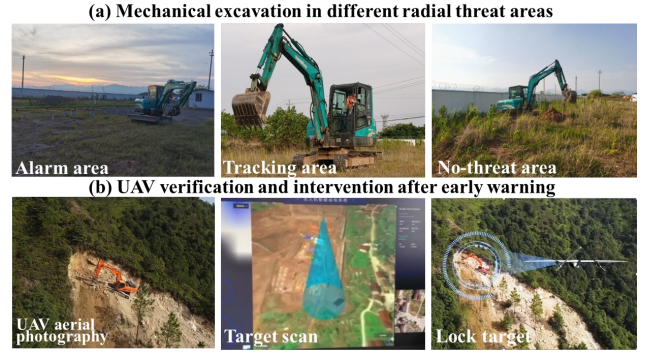 (a) Mechanical excavation in different radial threat areas
Alarm area
Tracking area
No-threat area
(b) UAV verification and intervention after early warning
UAV aerial
photography
Target scan
Lock target